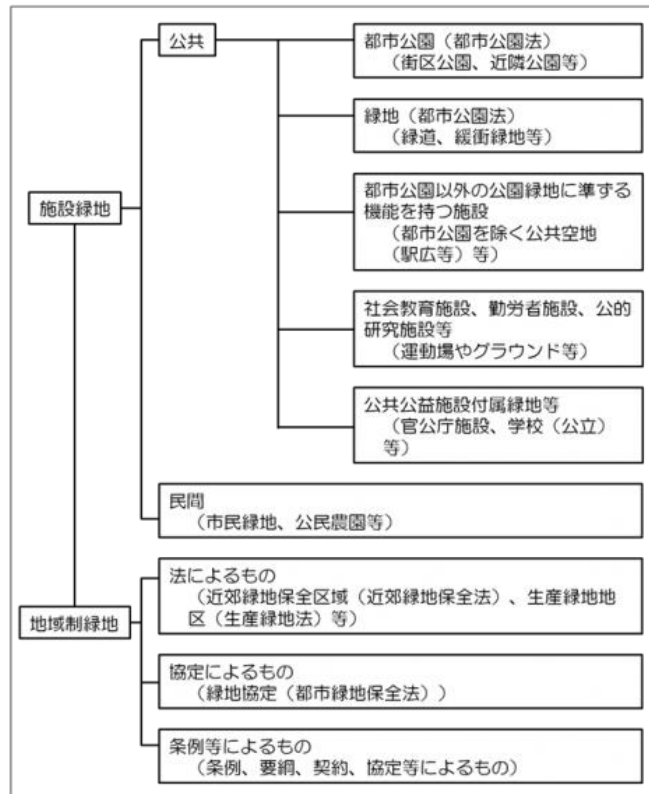 公共
都市公園（都市公園法）
（街区公園、近隣公園等）
緑地（都市公園法）
（緑道、緩衝緑地等）
施設緑地
都市公園以外の公園緑地に準ずる
機能を持つ施設
（都市公園を除く公共空地
（駅広等）等）
社会教育施設、勤労者施設、公的
研究施設等
（運動場やグラウンド等）
公共公益施設付属緑地等
（官公庁施設、学校（公立）
等）
民間
（市民緑地、公民農園等）
地域制緑地
法によるもの
（近郊緑地保全区域（近郊緑地保全法）、生産緑地地
区（生産緑地法）等）
協定によるもの
（緑地協定（都市緑地保全法））
条例等によるもの
（条例、要綱、契約、協定等によるもの）